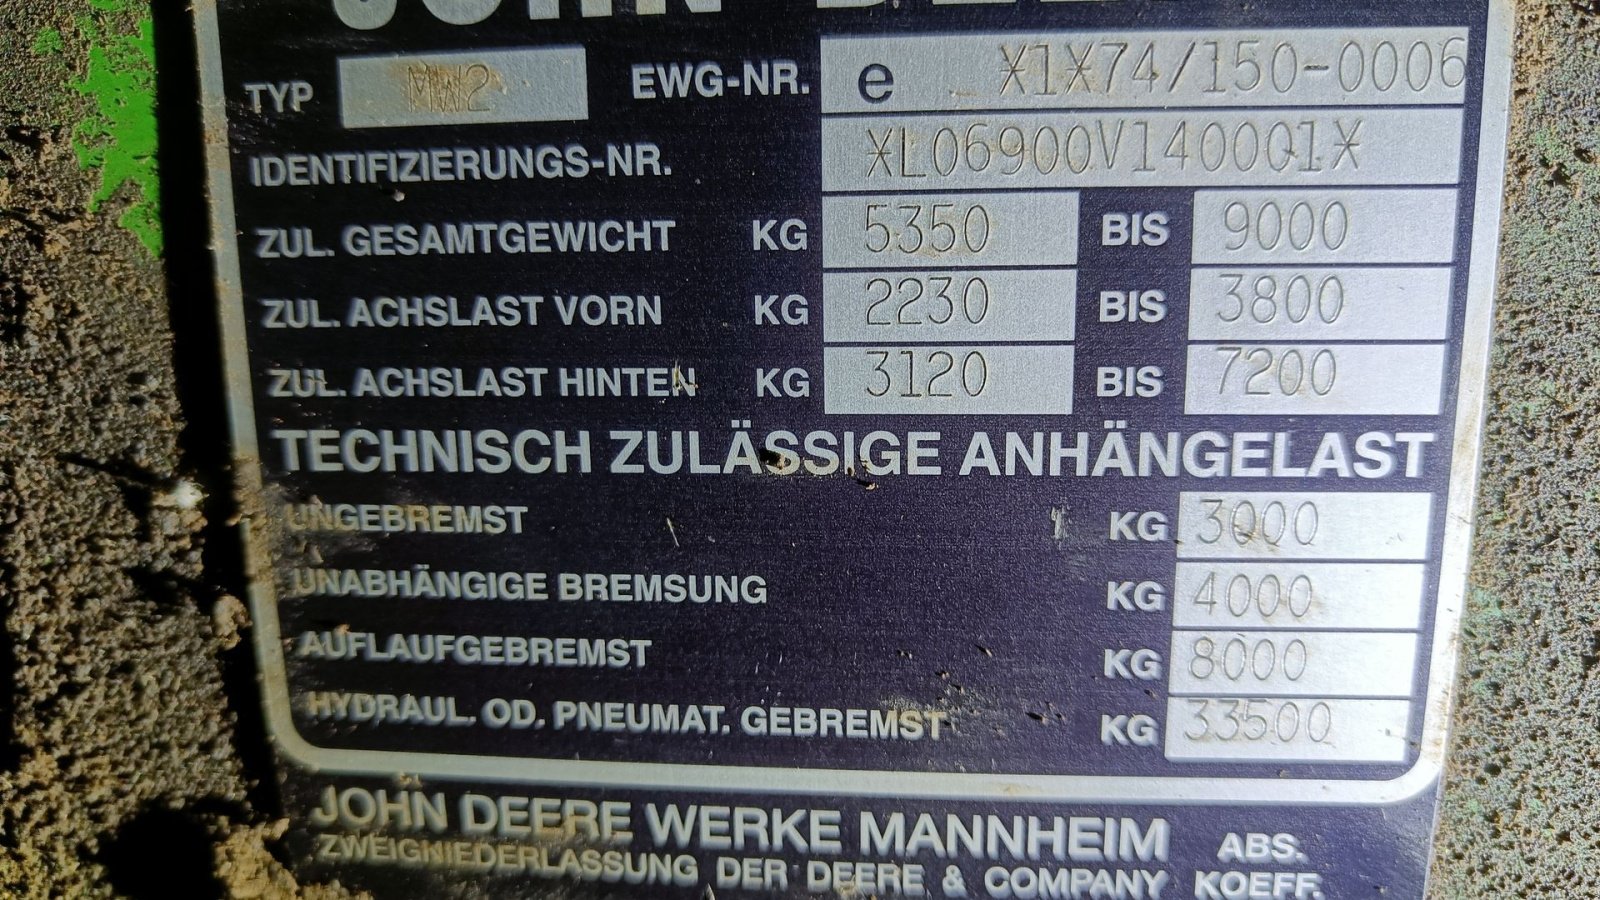 JOHN DEERE
TYP MW2 EWG-NR. e *1*74/150-0006
IDENTIFIZIERUNGS-NR. *L06900V140001*
ZUL. GESAMTGEWICHT KG 5350 BIS 9000
ZUL. ACHSLAST VORN KG 2230 BIS 3800
ZUL. ACHSLAST HINTEN KG 3120 BIS 7200
TECHNISCH ZULÄSSIGE ANHÄNGELAST
UNGEBREMST KG 3000
UNABHÄNGIGE BREMSUNG KG 4000
AUFLAUFGEBREMST KG 8000
HYDRAUL. OD. PNEUMAT. GEBREMST KG 33500
JOHN DEERE WERKE MANNHEIM ABS.
ZWEIGNIEDERLASSUNG DER DEERE & COMPANY KOEFF.